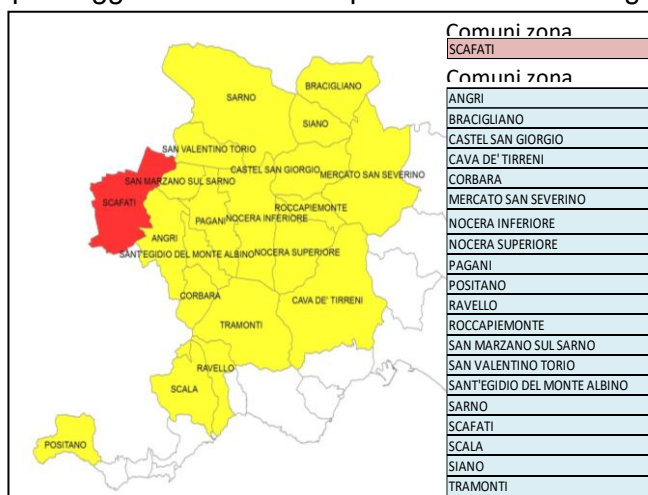 Comuni zona
SCAFATI
Comuni zona
ANGRI
BRACIGLIANO
CASTEL SAN GIORGIO
CAVA DE' TIRRENI
CORBARA
MERCATO SAN SEVERINO
NOCERA INFERIORE
NOCERA SUPERIORE
PAGANI
POSITANO
RAVELLO
ROCCAPIEMONTE
SAN MARZANO SUL SARNO
SAN VALENTINO TORIO
SANT'EGIDIO DEL MONTE ALBINO
SARNO
SCAFATI
SCALA
SIANO
TRAMONTI
BRACIGLIANO
SARNO
SIANO
SAN VALENTINO TORIO
CASTEL SAN GIORGIO
MERCATO SAN SEVERINO
SAN MARZANO SUL SARNO
SCAFATI
ROCCAPIEMONTE
PAGANI
NOCERA INFERIORE
ANGRI
SANT'EGIDIO DEL MONTE ALBINO
NOCERA SUPERIORE
CORBARA
CAVA DE' TIRRENI
TRAMONTI
RAVELLO
SCALA
POSITANO